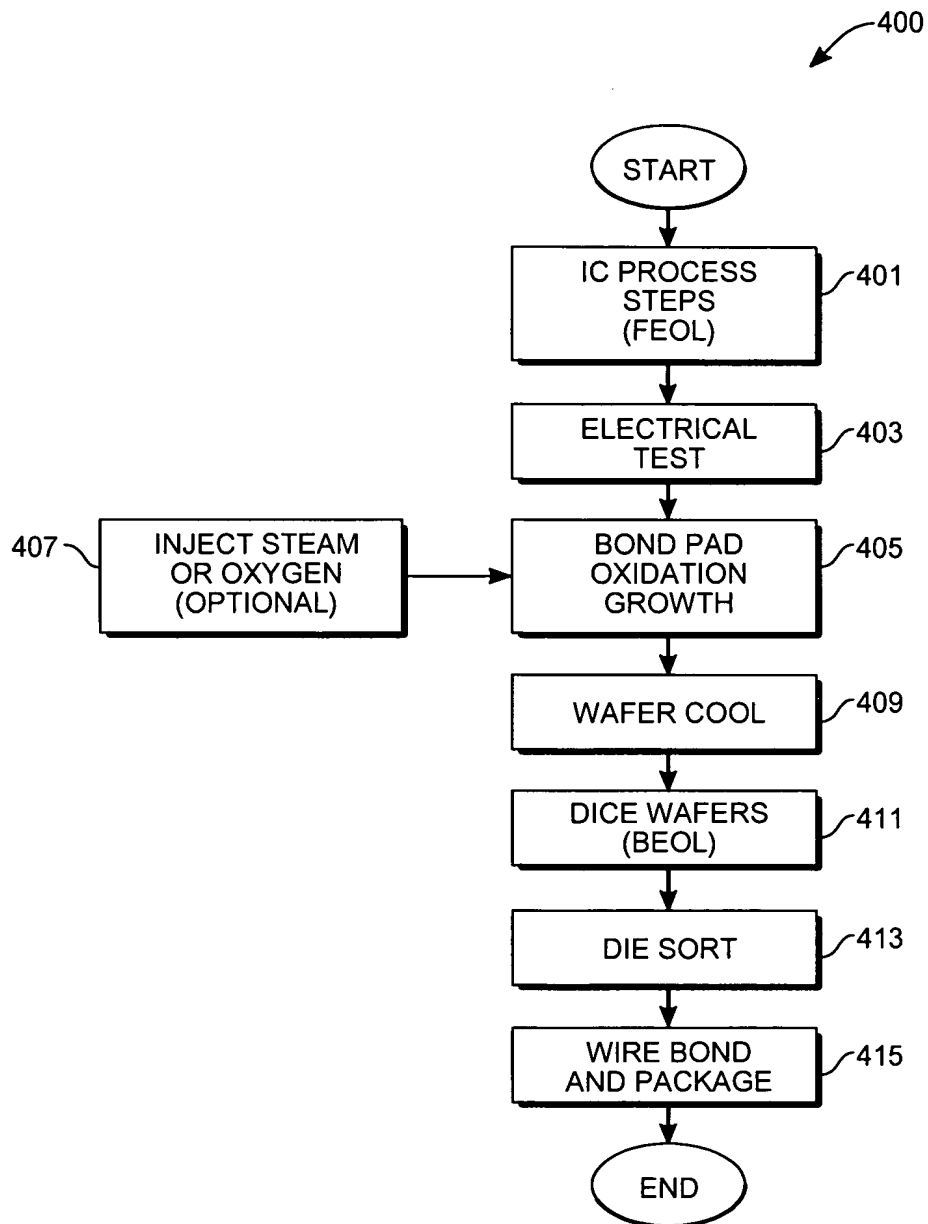 400
START
IC PROCESS
STEPS
(FEOL)
401
ELECTRICAL
TEST
403
407
INJECT STEAM
OR OXYGEN
(OPTIONAL)
BOND PAD
OXIDATION
GROWTH
405
WAFER COOL
409
DICE WAFERS
(BEOL)
411
DIE SORT
413
WIRE BOND
AND PACKAGE
415
END